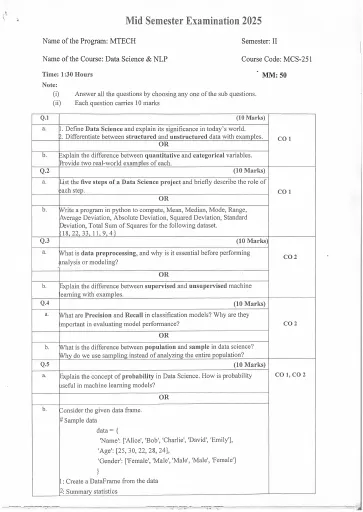 Mid Semester Examination 2025
Name of the Program: MTECH Semester: II
Name of the Course: Data Science & NLP Course Code: MCS-251
Time: 1:30 Hours MM: 50
Note:
(i) Answer all the questions by choosing any one of the sub questions.
(ii) Each question carries 10 marks
Q.1 (10 Marks)
a. 1. Define Data Science and explain its significance in today's world.
2. Differentiate between structured and unstructured data with examples.
CO 1
OR
b. Explain the difference between quantitative and categorical variables.
Provide two real-world examples of each.
Q.2 (10 Marks)
a. List the five steps of a Data Science project and briefly describe the role of
each step.
CO 1
OR
b. Write a program in python to compute, Mean, Median, Mode, Range,
Average Deviation, Absolute Deviation, Squared Deviation, Standard
Deviation, Total Sum of Squares for the following dataset.
{18, 22, 33, 11, 9, 4}
Q.3 (10 Marks)
a. What is data preprocessing, and why is it essential before performing
analysis or modeling?
CO 2
OR
b. Explain the difference between supervised and unsupervised machine
learning with examples.
Q.4 (10 Marks)
a. What are Precision and Recall in classification models? Why are they
important in evaluating model performance?
CO 2
OR
b. What is the difference between population and sample in data science?
Why do we use sampling instead of analyzing the entire population?
Q.5 (10 Marks)
a. Explain the concept of probability in Data Science. How is probability
useful in machine learning models?
CO 1, CO 2
OR
b. Consider the given data frame.
# Sample data
data = {
'Name': ['Alice', 'Bob', 'Charlie', 'David', 'Emily'],
'Age': [25, 30, 22, 28, 24],
'Gender': ['Female', 'Male', 'Male', 'Male', 'Female']
}
1: Create a DataFrame from the data
2: Summary statistics